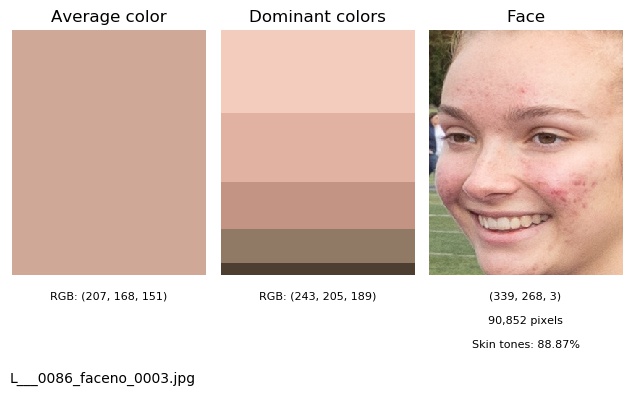 Average color
Dominant colors
Face
RGB: (207, 168, 151)
RGB: (243, 205, 189)
(339, 268, 3)
90,852 pixels
Skin tones: 88.87%
L___0086_faceno_0003.jpg